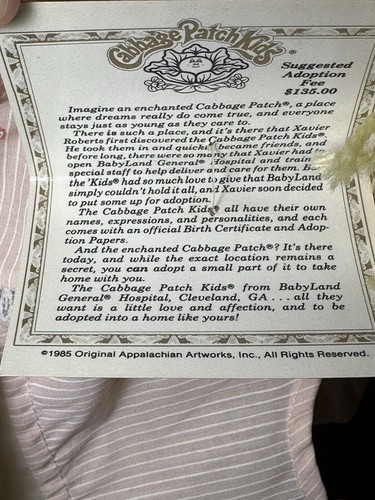 Cabbage Patch Kids®
Suggested
Adoption
Fee
$135.00
Imagine an enchanted Cabbage Patch®, a place
where dreams really do come true, and everyone
stays just as young as they care to.
There is such a place, and it's there that Xavier
Roberts first discovered the Cabbage Patch Kids®.
He took them in and quickly became friends, and
before long, there were so many that Xavier had to
open BabyLand General® Hospital and train
special staff to help deliver and care for them. B
the 'Kids® had so much love to give that BabyLand
simply couldn't hold it all, and Xavier soon decided
to put some up for adoption.
The Cabbage Patch Kids® all have their own
names, expressions, and personalities, and each
comes with an official Birth Certificate and Adop-
tion Papers.
And the enchanted Cabbage Patch®? It's there
today, and while the exact location remains a
secret, you can adopt a small part of it to take
home with you.
The Cabbage Patch Kids® from BabyLand
General® Hospital, Cleveland, GA . . . all they
want is a little love and affection, and to be
adopted into a home like yours!
©1985 Original Appalachian Artworks, Inc., All Rights Reserved.